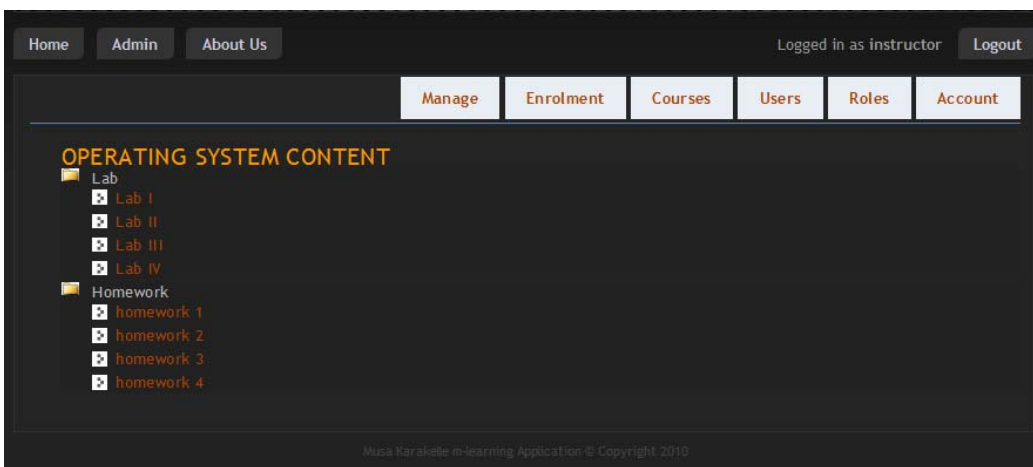 Home Admin About Us Logged in as instructor Logout
Manage Enrolment Courses Users Roles Account
OPERATING SYSTEM CONTENT
Lab
Lab I
Lab II
Lab III
Lab IV
Homework
homework 1
homework 2
homework 3
homework 4
Musa Karakelle m-learning Application © Copyright 2010